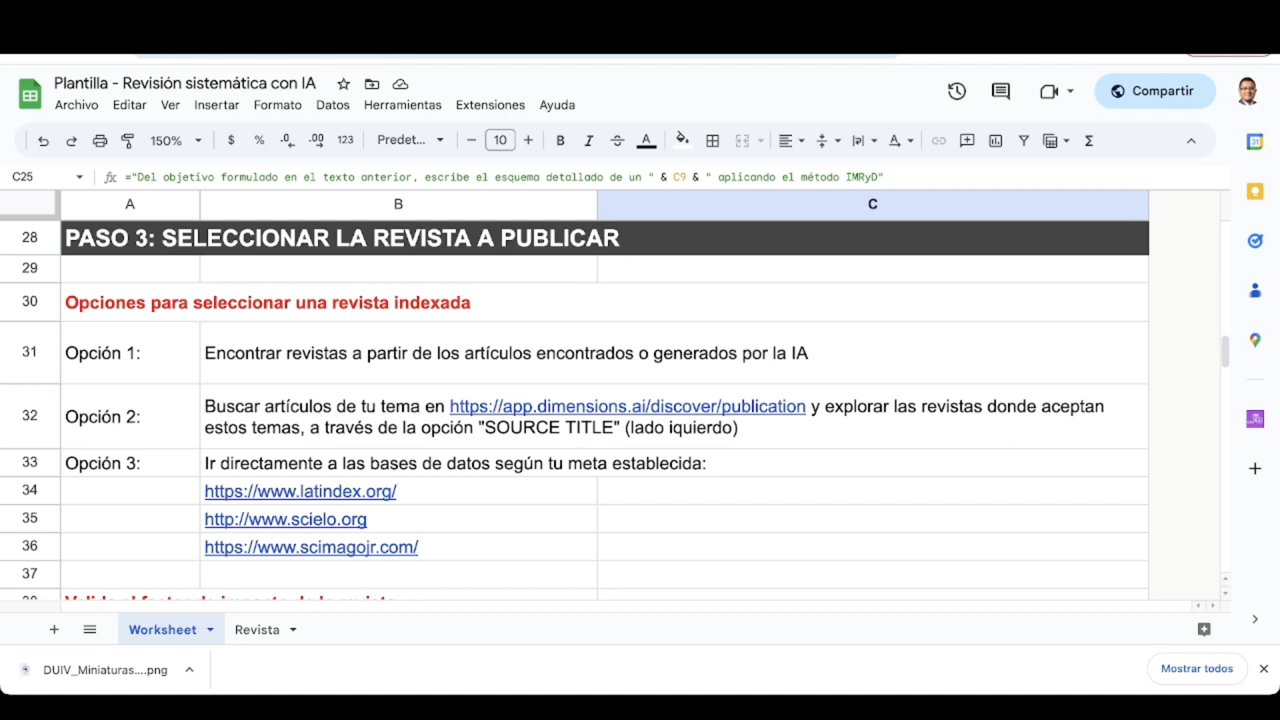 Plantilla - Revisión sistemática con IA
Archivo Editar Ver Insertar Formato Datos Herramientas Extensiones Ayuda
Compartir
150% $ % .0 .00 123 Predet... 10 B I A
C25 fx ="Del objetivo formulado en el texto anterior, escribe el esquema detallado de un " & C9 & " aplicando el método IMRyD"
A B C
28 PASO 3: SELECCIONAR LA REVISTA A PUBLICAR
29
30 Opciones para seleccionar una revista indexada
31 Opción 1: Encontrar revistas a partir de los artículos encontrados o generados por la IA
32 Opción 2: Buscar artículos de tu tema en https://app.dimensions.ai/discover/publication y explorar las revistas donde aceptan
estos temas, a través de la opción "SOURCE TITLE" (lado iquierdo)
33 Opción 3: Ir directamente a las bases de datos según tu meta establecida:
34 https://www.latindex.org/
35 http://www.scielo.org
36 https://www.scimagojr.com/
37
Worksheet Revista
DUIV_Miniaturas....png
Mostrar todos